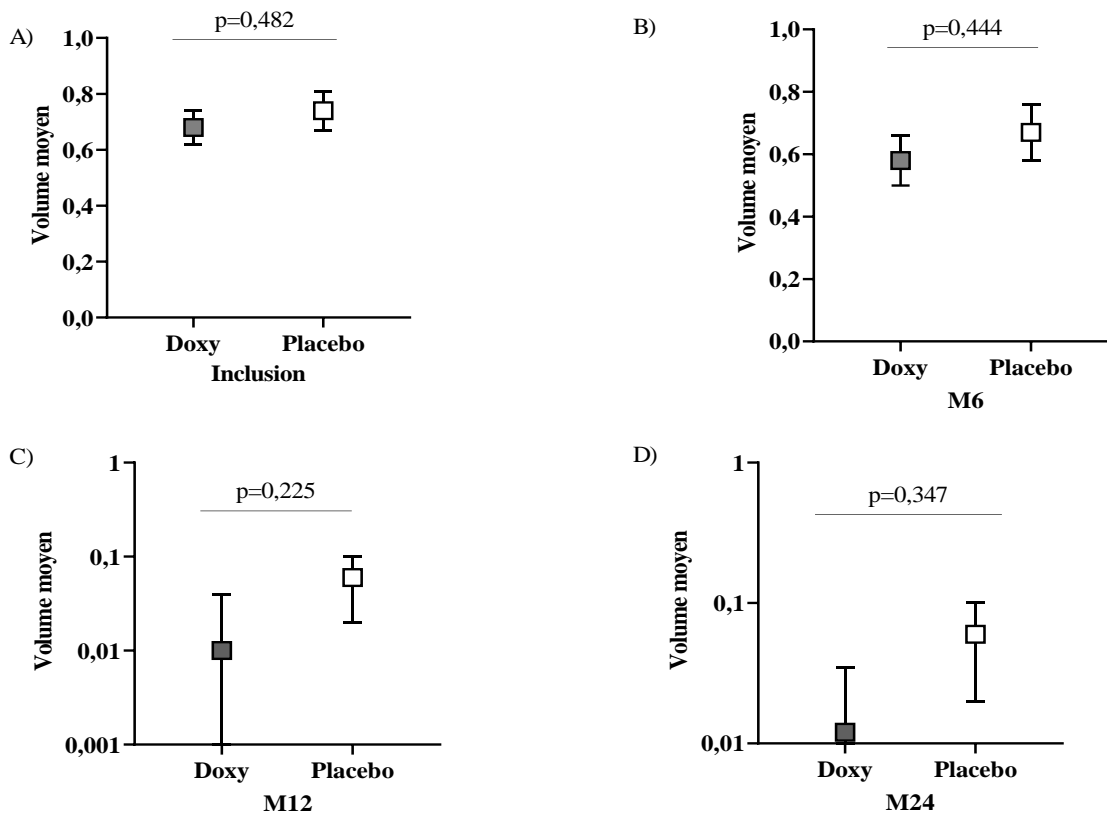 A)
p=0,482
1,0
0,8
0,6
0,4
0,2
0,0
Volume moyen
Doxy Placebo
Inclusion
B)
p=0,444
1,0
0,8
0,6
0,4
0,2
0,0
Volume moyen
Doxy Placebo
M6
C)
p=0,225
1
0,1
0,01
0,001
Volume moyen
Doxy Placebo
M12
D)
p=0,347
1
0,1
0,01
Volume moyen
Doxy Placebo
M24